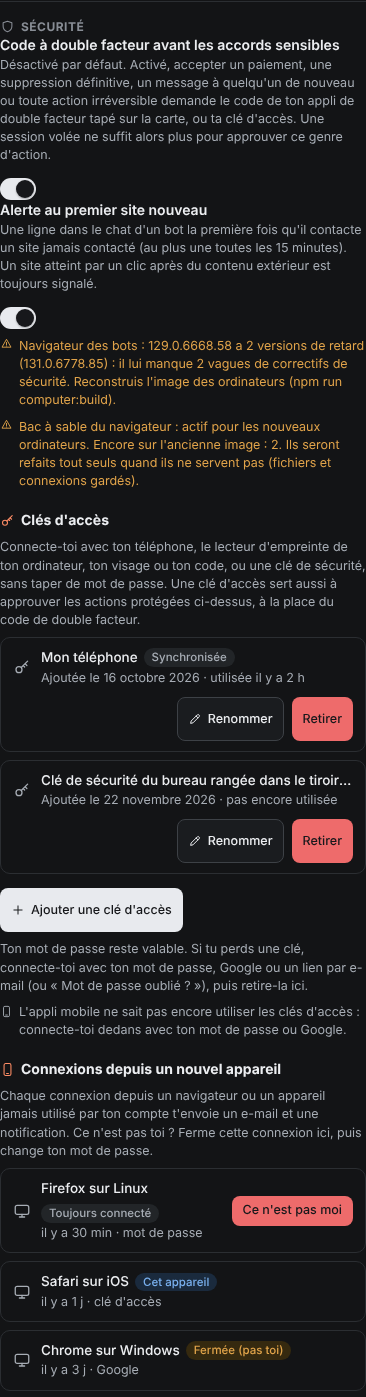 SÉCURITÉ
Code à double facteur avant les accords sensibles
Désactivé par défaut. Activé, accepter un paiement, une
suppression définitive, un message à quelqu'un de nouveau
ou toute action irréversible demande le code de ton appli de
double facteur tapé sur la carte, ou ta clé d'accès. Une
session volée ne suffit alors plus pour approuver ce genre
d'action.
Alerte au premier site nouveau
Une ligne dans le chat d'un bot la première fois qu'il contacte
un site jamais contacté (au plus une toutes les 15 minutes).
Un site atteint par un clic après du contenu extérieur est
toujours signalé.
Navigateur des bots : 129.0.6668.58 a 2 versions de retard
(131.0.6778.85) : il lui manque 2 vagues de correctifs de
sécurité. Reconstruis l'image des ordinateurs (npm run
computer:build).
Bac à sable du navigateur : actif pour les nouveaux
ordinateurs. Encore sur l'ancienne image : 2. Ils seront
refaits tout seuls quand ils ne servent pas (fichiers et
connexions gardés).
Clés d'accès
Connecte-toi avec ton téléphone, le lecteur d'empreinte de
ton ordinateur, ton visage ou ton code, ou une clé de sécurité,
sans taper de mot de passe. Une clé d'accès sert aussi à
approuver les actions protégées ci-dessus, à la place du
code de double facteur.
Mon téléphone Synchronisée
Ajoutée le 16 octobre 2026 · utilisée il y a 2 h
Renommer Retirer
Clé de sécurité du bureau rangée dans le tiroir...
Ajoutée le 22 novembre 2026 · pas encore utilisée
Renommer Retirer
+ Ajouter une clé d'accès
Ton mot de passe reste valable. Si tu perds une clé,
connecte-toi avec ton mot de passe, Google ou un lien par e-
mail (ou « Mot de passe oublié ? »), puis retire-la ici.
L'appli mobile ne sait pas encore utiliser les clés d'accès :
connecte-toi dedans avec ton mot de passe ou Google.
Connexions depuis un nouvel appareil
Chaque connexion depuis un navigateur ou un appareil
jamais utilisé par ton compte t'envoie un e-mail et une
notification. Ce n'est pas toi ? Ferme cette connexion ici, puis
change ton mot de passe.
Firefox sur Linux
Toujours connecté
Ce n'est pas moi
il y a 30 min · mot de passe
Safari sur iOS Cet appareil
il y a 1 j · clé d'accès
Chrome sur Windows Fermée (pas toi)
il y a 3 j · Google